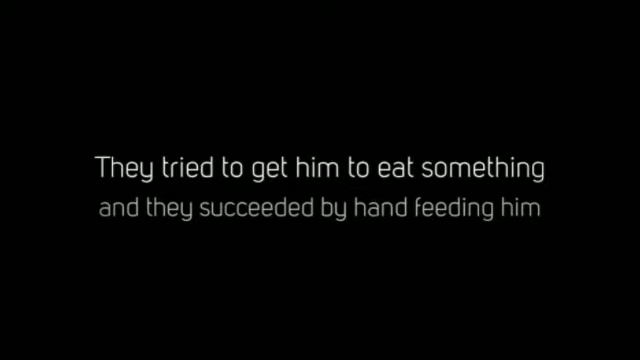 They tried to get him to eat something
and they succeeded by hand feeding him